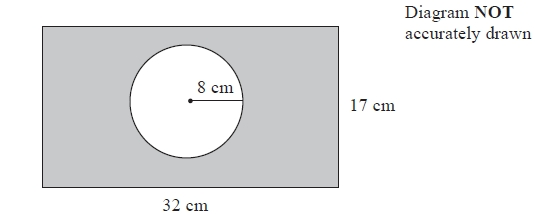 Diagram NOT
accurately drawn
8 cm
17 cm
32 cm